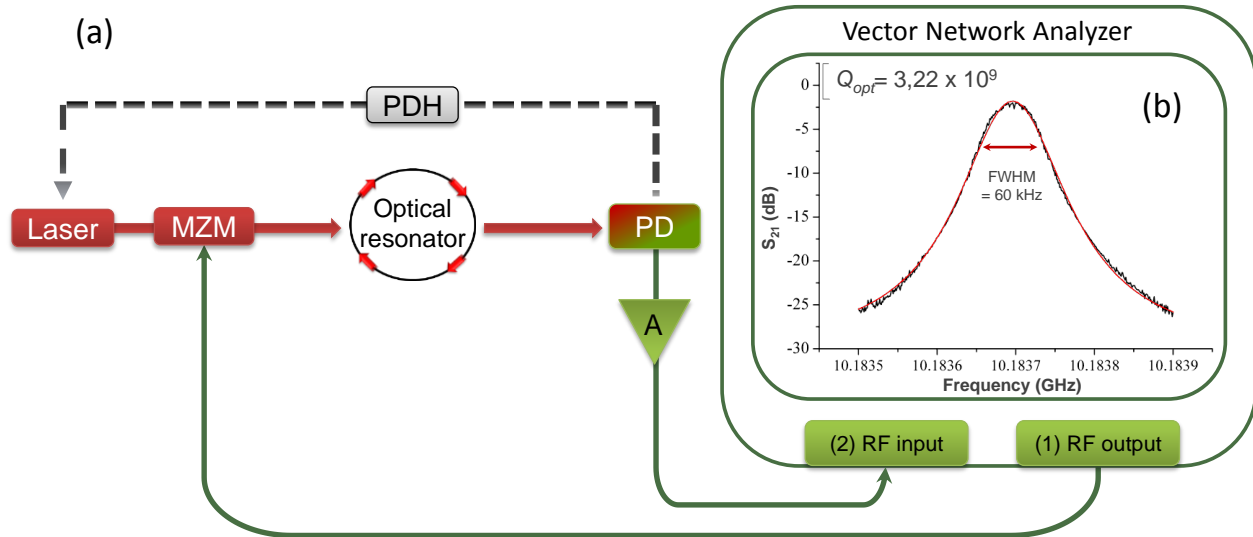 (a)
Vector Network Analyzer
PDH
Laser
MZM
Optical
resonator
PD
A
Q_opt= 3,22 x 10⁹
(b)
FWHM
= 60 kHz
S₂₁ (dB)
0
-5
-10
-15
-20
-25
-30
10.1835 10.1836 10.1837 10.1838 10.1839
Frequency (GHz)
(2) RF input
(1) RF output